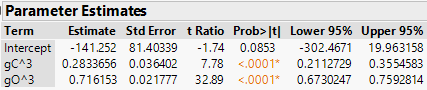 Parameter Estimates
Term Estimate Std Error t Ratio Prob>|t| Lower 95% Upper 95%
Intercept -141.252 81.40339 -1.74 0.0853 -302.4671 19.963158
gC^3 0.2833656 0.036402 7.78 <.0001* 0.2112729 0.3554583
gO^3 0.716153 0.021777 32.89 <.0001* 0.6730247 0.7592814